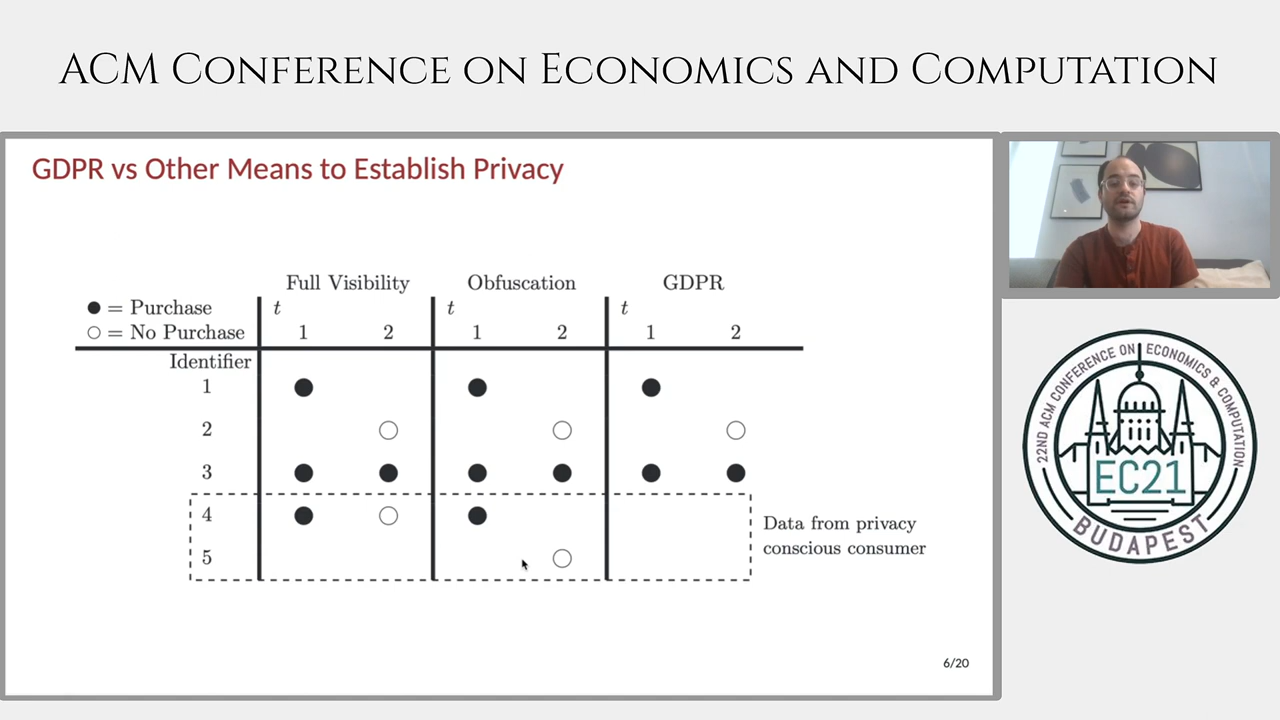 ACM Conference on Economics and Computation
GDPR vs Other Means to Establish Privacy
Full Visibility Obfuscation GDPR
● = Purchase t t t
○ = No Purchase 1 2 1 2 1 2
Identifier
1
2
3
4
5
Data from privacy
conscious consumer
6/20
22ND ACM CONFERENCE ON ECONOMICS & COMPUTATION
EC21
BUDAPEST